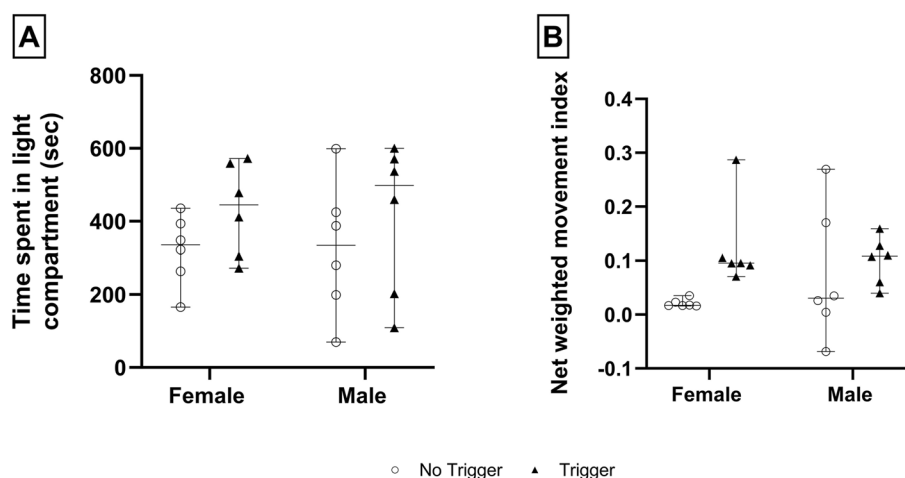 A
Time spent in light
compartment (sec)
800
600
400
200
0
Female
Male
B
Net weighted movement index
0.4
0.3
0.2
0.1
0.0
-0.1
Female
Male
No Trigger
Trigger